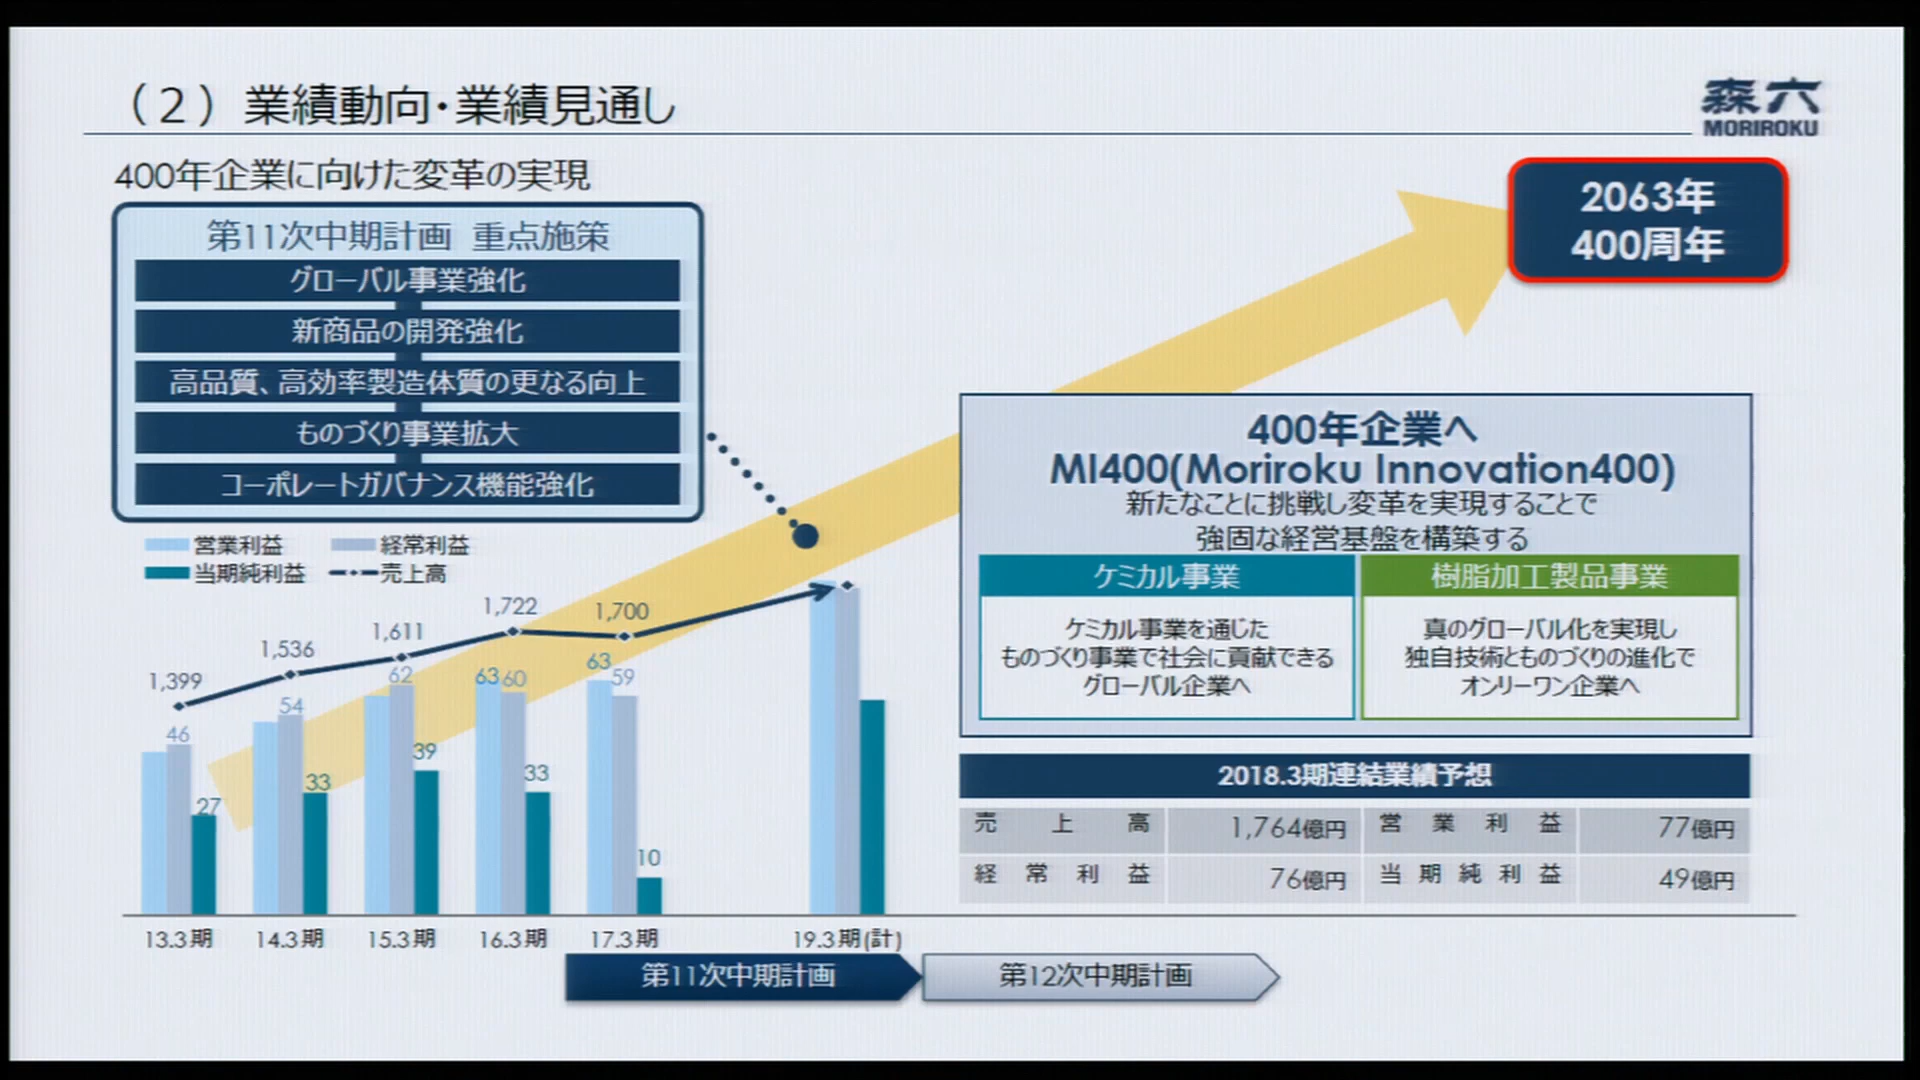 (2) 業績動向・業績見通し
森六
MORIROKU
400年企業に向けた変革の実現
第11次中期計画 重点施策
グローバル事業強化
新商品の開発強化
高品質、高効率製造体質の更なる向上
ものづくり事業拡大
コーポレートガバナンス機能強化
2063年
400周年
営業利益 経常利益
当期純利益 売上高
1,399
1,536
1,611
1,722
1,700
46
27
54
33
62
39
63
60
33
63
59
10
13.3期 14.3期 15.3期 16.3期 17.3期 19.3期(計)
第11次中期計画 第12次中期計画
400年企業へ
MI400(Moriroku Innovation400)
新たなことに挑戦し変革を実現することで
強固な経営基盤を構築する
ケミカル事業
ケミカル事業を通じた
ものづくり事業で社会に貢献できる
グローバル企業へ
樹脂加工製品事業
真のグローバル化を実現し
独自技術とものづくりの進化で
オンリーワン企業へ
2018.3期連結業績予想
売上高 1,764億円 営業利益 77億円
経常利益 76億円 当期純利益 49億円